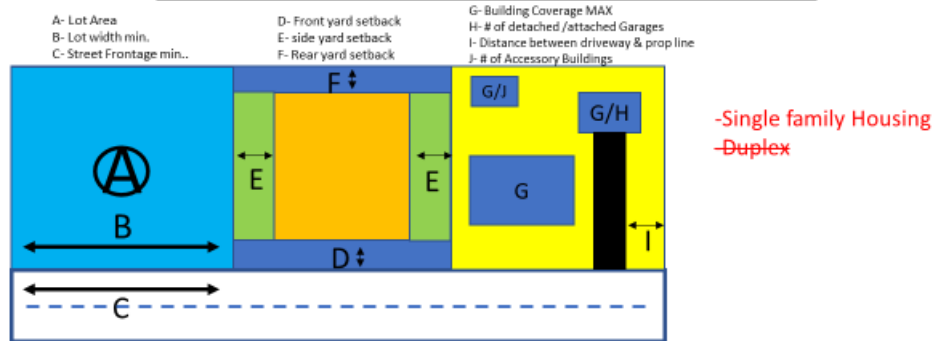 A- Lot Area
B- Lot width min.
C- Street Frontage min..
D- Front yard setback
E- side yard setback
F- Rear yard setback
G- Building Coverage MAX
H- # of detached /attached Garages
I- Distance between driveway & prop line
J- # of Accessory Buildings
A
B
C
F
E
E
D
G/J
G/H
G
I
-Single family Housing
-Duplex